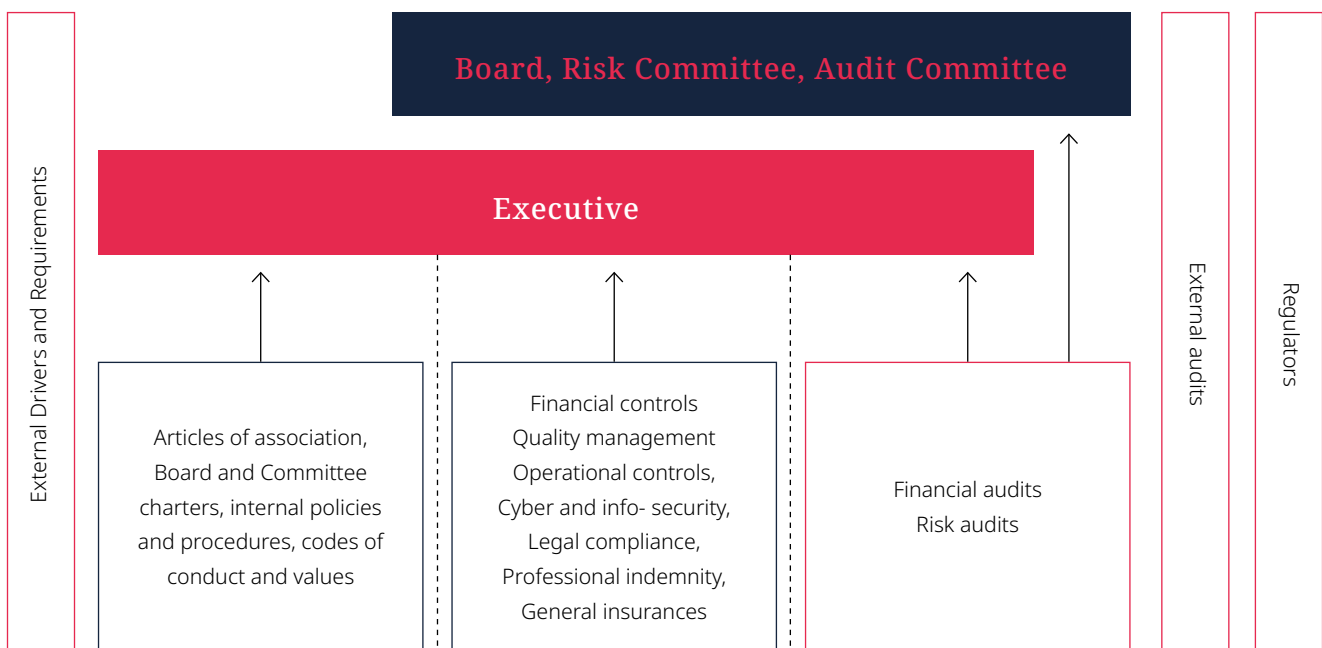 External Drivers and Requirements
Board, Risk Committee, Audit Committee
Executive
Articles of association,
Board and Committee
charters, internal policies
and procedures, codes of
conduct and values
Financial controls
Quality management
Operational controls,
Cyber and info- security,
Legal compliance,
Professional indemnity,
General insurances
Financial audits
Risk audits
External audits
Regulators